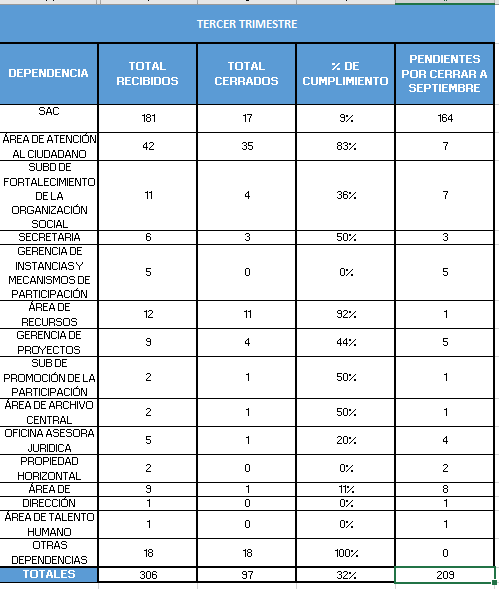 TERCER TRIMESTRE
DEPENDENCIA
TOTAL
RECIBIDOS
TOTAL
CERRADOS
% DE
CUMPLIMIENTO
PENDIENTES
POR CERRAR A
SEPTIEMBRE
SAC
181 17 9% 164
ÁREA DE ATENCIÓN
AL CIUDADANO
42 35 83% 7
SUBD DE
FORTALECIMIENTO
DE LA
ORGANIZACIÓN
SOCIAL
11 4 36% 7
SECRETARIA 6 3 50% 3
GERENCIA DE
INSTANCIAS Y
MECANISMOS DE
PARTICIPACIÓN
5 0 0% 5
ÁREA DE
RECURSOS
12 11 92% 1
GERENCIA DE
PROYECTOS
9 4 44% 5
SUB DE
PROMOCIÓN DE LA
PARTICIPACIÓN
2 1 50% 1
ÁREA DE ARCHIVO
CENTRAL
2 1 50% 1
OFICINA ASESORA
JURIDICA
5 1 20% 4
PROPIEDAD
HORIZONTAL
2 0 0% 2
ÁREA DE 9 1 11% 8
DIRECCIÓN 1 0 0% 1
ÁREA DE TALENTO
HUMANO
1 0 0% 1
OTRAS
DEPENDENCIAS
18 18 100% 0
TOTALES 306 97 32% 209